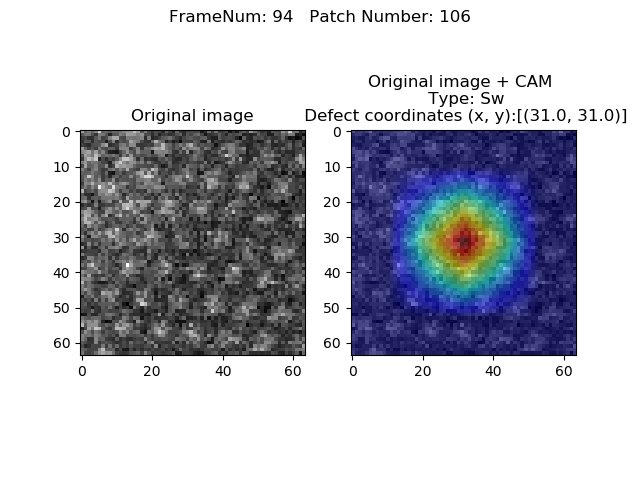 FrameNum: 94   Patch Number: 106
Original image
0
10
20
30
40
50
60
0 20 40 60
Original image + CAM
Type: Sw
Defect coordinates (x, y):[(31.0, 31.0)]
0
10
20
30
40
50
60
0 20 40 60